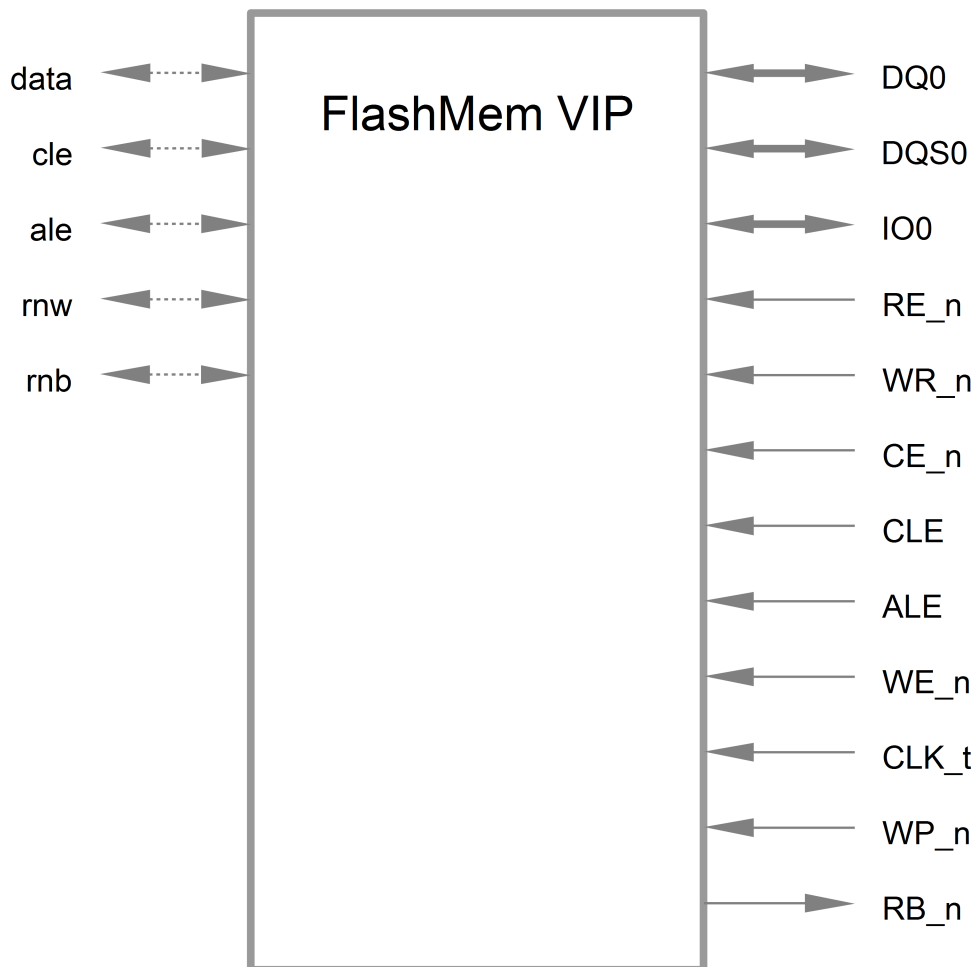 FlashMem VIP
data
cle
ale
rnw
rnb
DQ0
DQS0
IO0
RE_n
WR_n
CE_n
CLE
ALE
WE_n
CLK_t
WP_n
RB_n